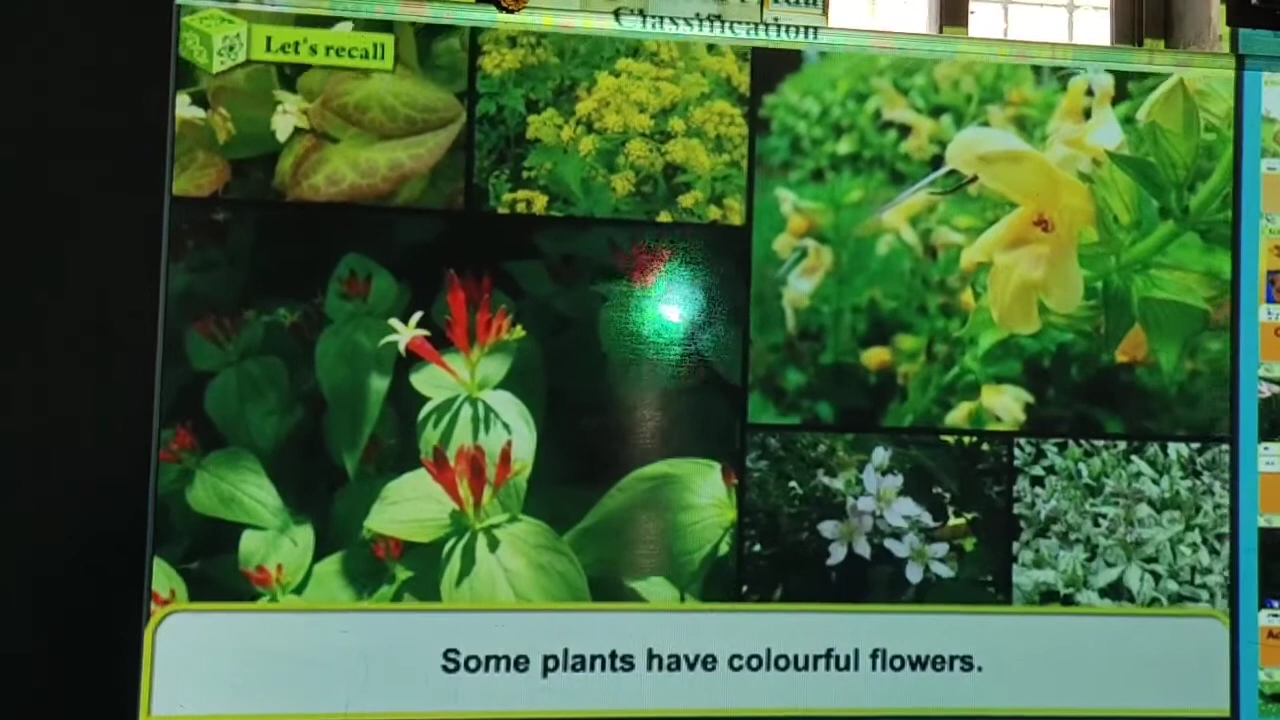 Classification.
Let's recall
Some plants have colourful flowers.